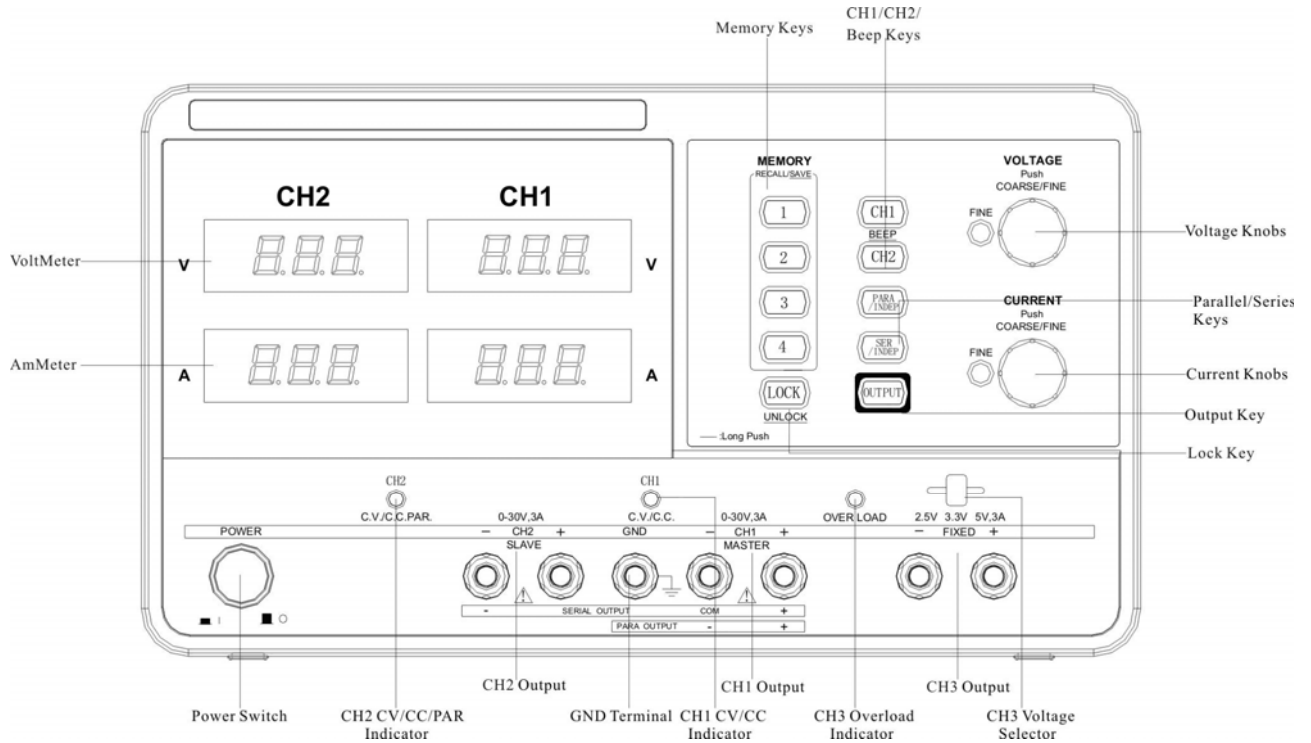 CH1/CH2/
Beep Keys
Memory Keys
MEMORY
RECALL/SAVE
VOLTAGE
Push
COARSE/FINE
CH2
CH1
1
CH1
FINE
BEEP
Voltage Knobs
VoltMeter
V
V
2
CH2
3
PARA
/INDEP
CURRENT
Push
COARSE/FINE
Parallel/Series
Keys
4
SER
/INDEP
FINE
AmMeter
A
A
Current Knobs
LOCK
OUTPUT
UNLOCK
Output Key
:Long Push
Lock Key
CH2
CH1
C.V./C.C.PAR.
0-30V,3A
C.V./C.C.
0-30V,3A
OVER LOAD
2.5V 3.3V 5V,3A
POWER
- CH2 +
GND
- CH1 +
- FIXED +
SLAVE
MASTER
- SERIAL OUTPUT COM +
PARA OUTPUT - +
CH2 Output
CH1 Output
CH3 Output
Power Switch
CH2 CV/CC/PAR
Indicator
GND Terminal
CH1 CV/CC
Indicator
CH3 Overload
Indicator
CH3 Voltage
Selector